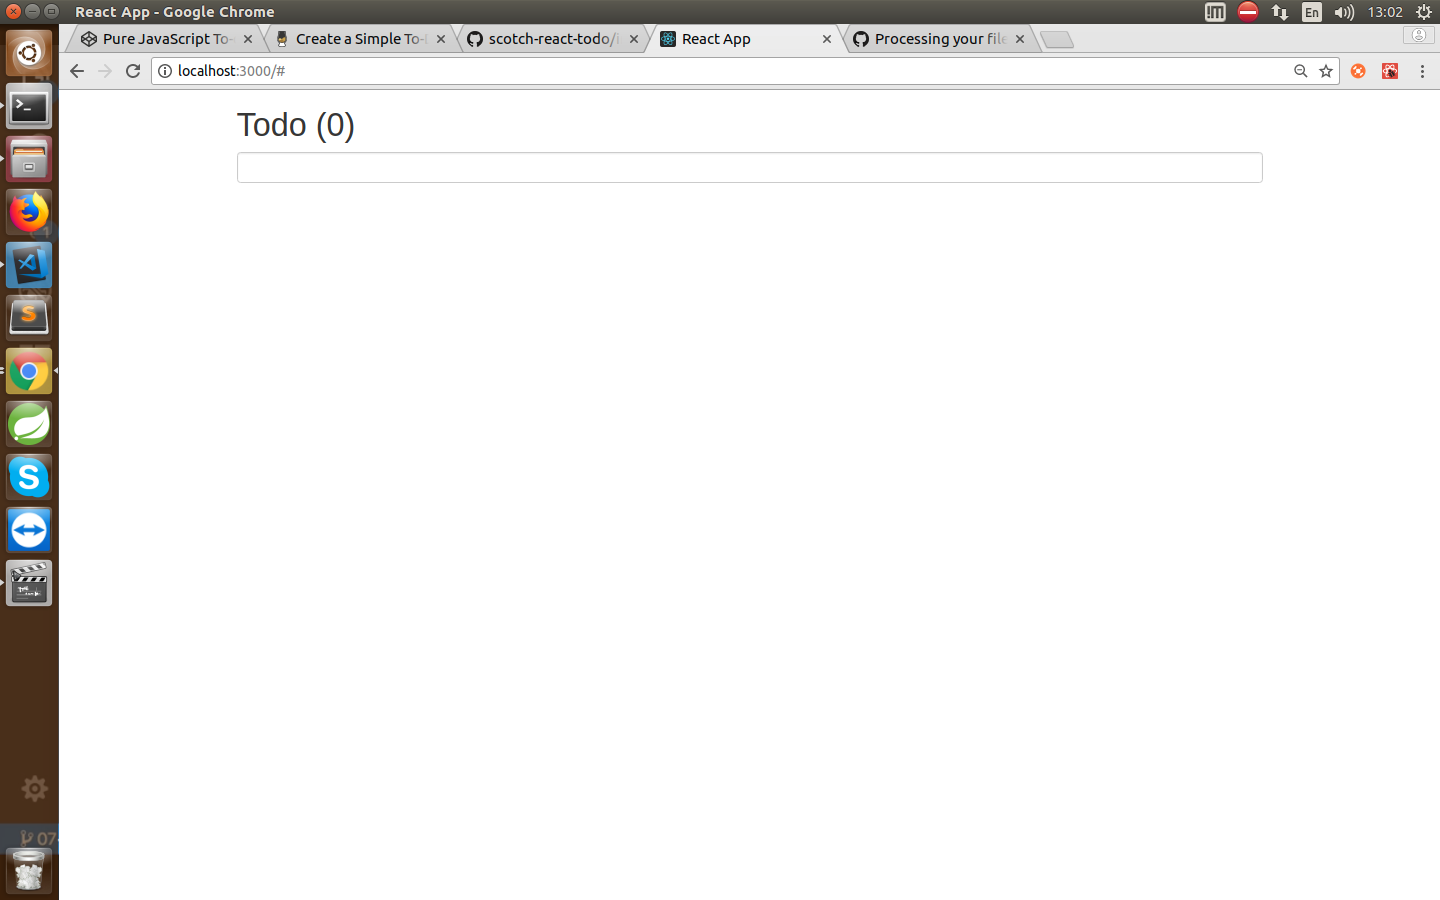 React App - Google Chrome
En
13:02
Pure JavaScript To-
Create a Simple To-
scotch-react-todo/i
React App
Processing your file
localhost:3000/#
Todo (0)
07